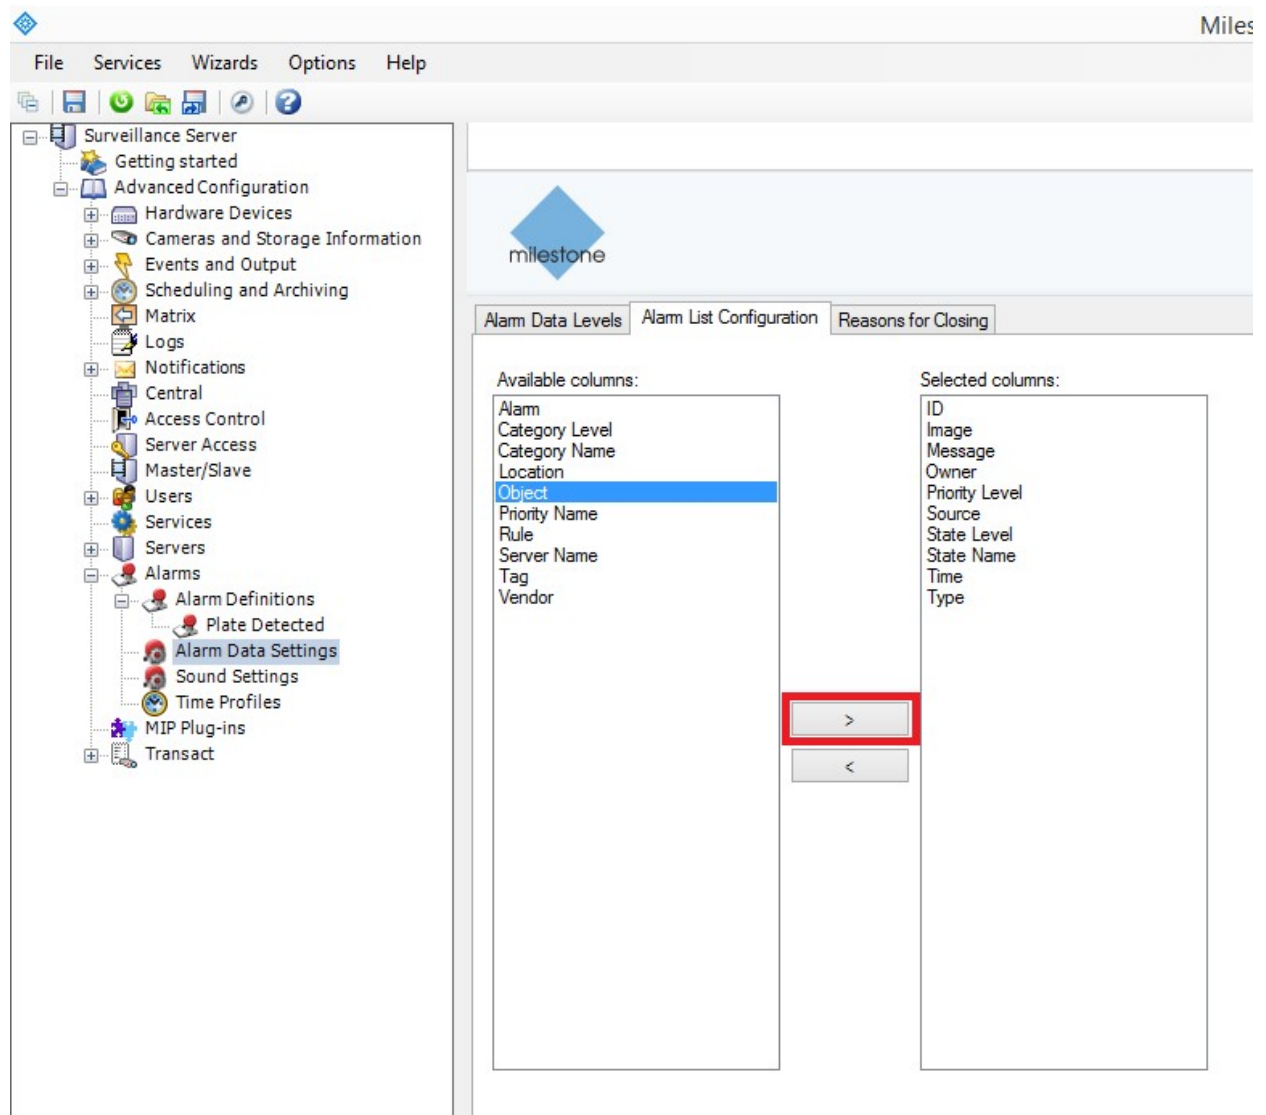 Miles
File Services Wizards Options Help
Surveillance Server
Getting started
Advanced Configuration
Hardware Devices
Cameras and Storage Information
Events and Output
Scheduling and Archiving
Matrix
Logs
Notifications
Central
Access Control
Server Access
Master/Slave
Users
Services
Servers
Alarms
Alarm Definitions
Plate Detected
Alarm Data Settings
Sound Settings
Time Profiles
MIP Plug-ins
Transact
milestone
Alarm Data Levels Alarm List Configuration Reasons for Closing
Available columns:
Alarm
Category Level
Category Name
Location
Object
Priority Name
Rule
Server Name
Tag
Vendor
>
<
Selected columns:
ID
Image
Message
Owner
Priority Level
Source
State Level
State Name
Time
Type